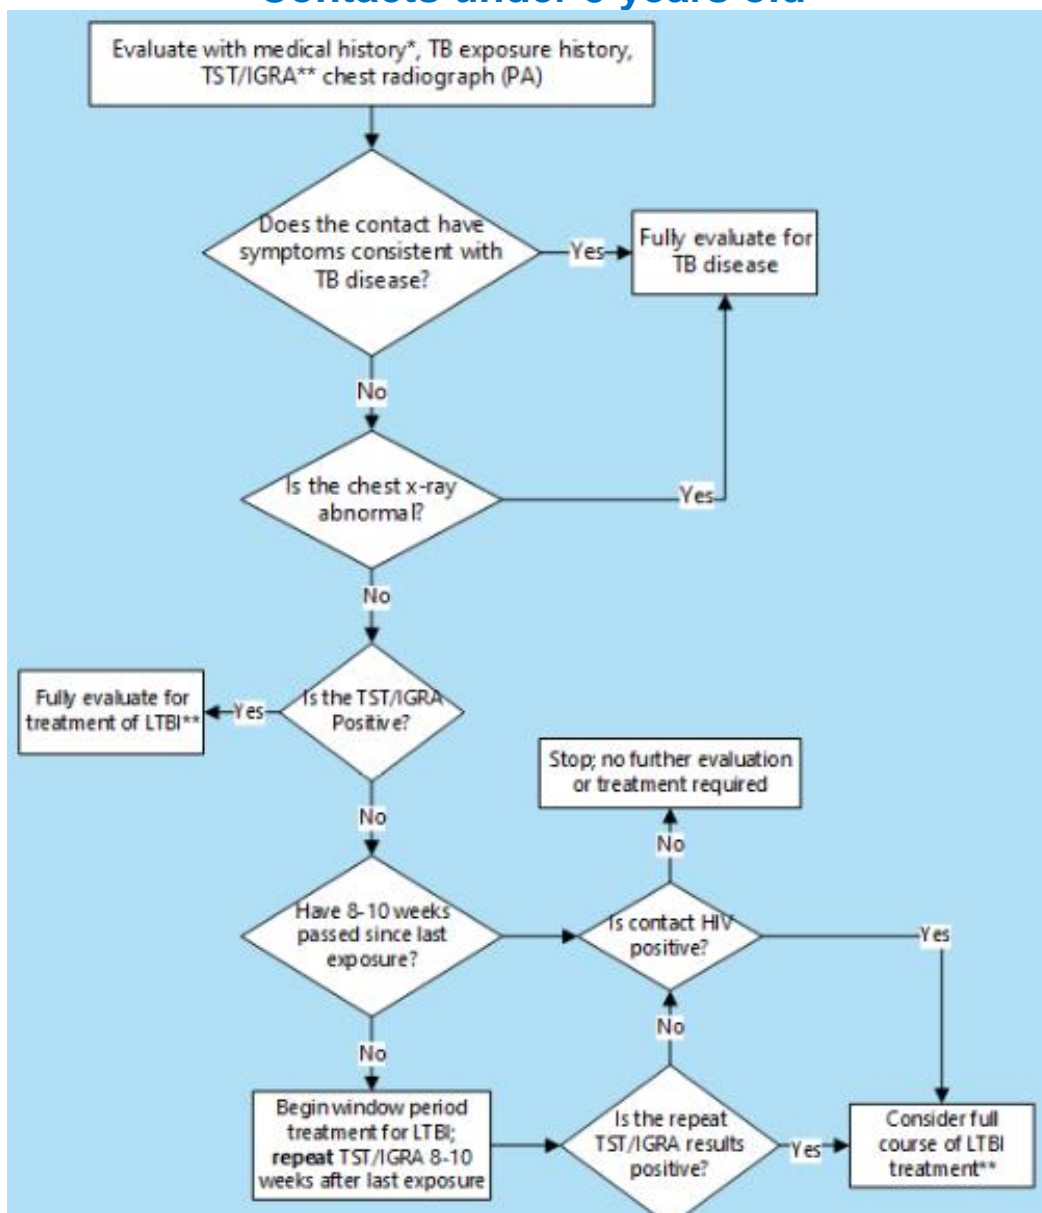 Contacts under 5 years old
Evaluate with medical history*, TB exposure history,
TST/IGRA** chest radiograph (PA)
Does the contact have
symptoms consistent with
TB disease?
Yes
Fully evaluate for
TB disease
No
Is the chest x-ray
abnormal?
Yes
No
Is the TST/IGRA
Positive?
Yes
Fully evaluate for
treatment of LTBI**
No
Stop; no further evaluation
or treatment required
No
Have 8-10 weeks
passed since last
exposure?
Is contact HIV
positive?
Yes
No
No
Begin window period
treatment for LTBI;
repeat TST/IGRA 8-10
weeks after last exposure
Is the repeat
TST/IGRA results
positive?
Yes
Consider full
course of LTBI
treatment**